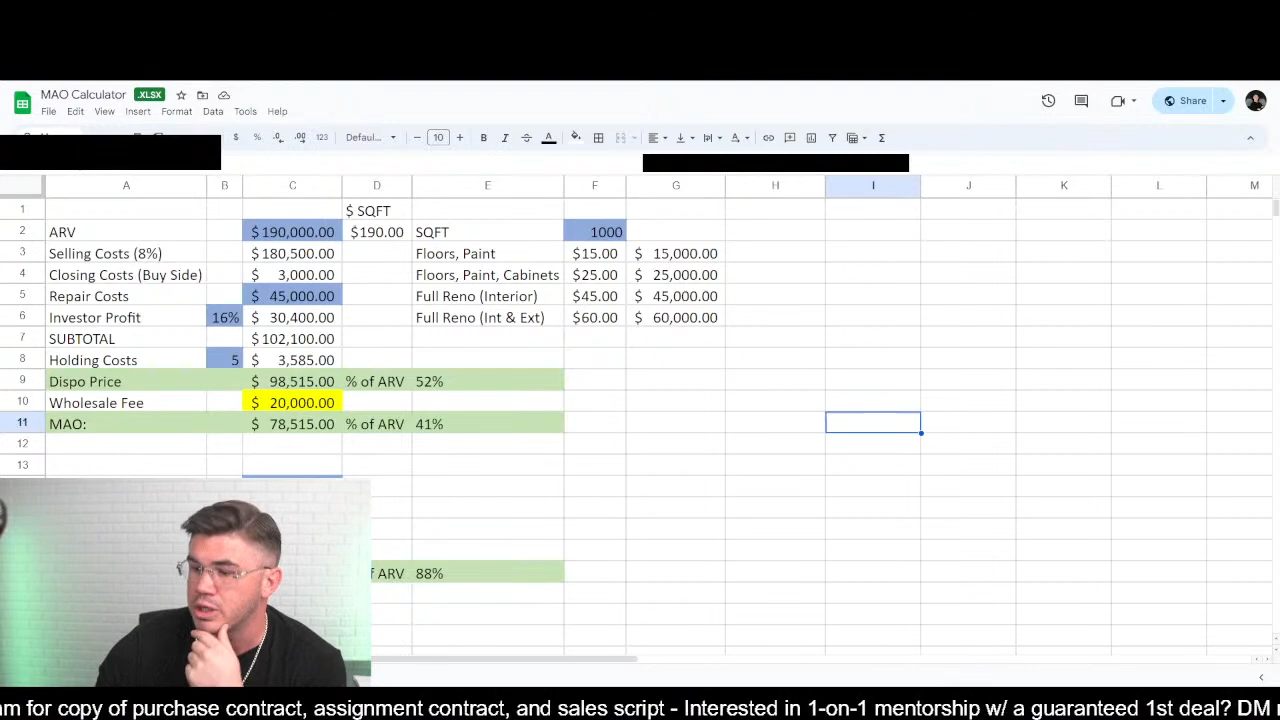 MAO Calculator .XLSX
File Edit View Insert Format Data Tools Help
Share
$ % .0 .00 123 Defaul... − 10 + B I A Σ
A B C D E F G H I J K L M
1 $ SQFT
2 ARV $190,000.00 $190.00 SQFT 1000
3 Selling Costs (8%) $180,500.00 Floors, Paint $15.00 $ 15,000.00
4 Closing Costs (Buy Side) $ 3,000.00 Floors, Paint, Cabinets $25.00 $ 25,000.00
5 Repair Costs $ 45,000.00 Full Reno (Interior) $45.00 $ 45,000.00
6 Investor Profit 16% $ 30,400.00 Full Reno (Int & Ext) $60.00 $ 60,000.00
7 SUBTOTAL $102,100.00
8 Holding Costs 5 $ 3,585.00
9 Dispo Price $ 98,515.00 % of ARV 52%
10 Wholesale Fee $ 20,000.00
11 MAO: $ 78,515.00 % of ARV 41%
12
13
ARV 88%
am for copy of purchase contract, assignment contract, and sales script - Interested in 1-on-1 mentorship w/ a guaranteed 1st deal? DM